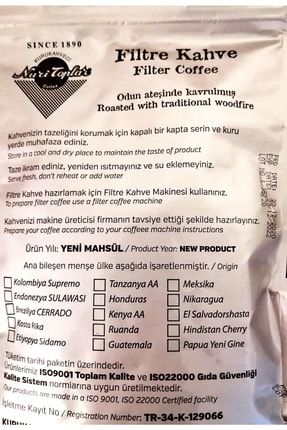 SINCE 1890
KURUKAHVECİ
Nuri Toplar
Filtre Kahve
Filter Coffee
Odun ateşinde kavrulmuş
Roasted with traditional woodfire
Kahvenizin tazeliğini korumak için kapalı bir kapta serin ve kuru
yerde muhafaza ediniz.
Store in a cool and dry place to maintain the taste of product
Taze ikram ediniz, yeniden ısıtmayınız ve su eklemeyiniz.
Serve fresh, don't reheat or add water
Filtre Kahve hazırlamak için Filtre Kahve Makinesi kullanınız.
To prepare filter coffee use a filter coffee machine
Kahvenizi makine üreticisi firmanın tavsiye ettiği şekilde hazırlayınız.
Prepare your coffee according to your coffeee machine instructions
Ürün Yılı: YENİ MAHSÜL / Product Year: NEW PRODUCT
Ana bileşen menşe ülke aşağıda işaretlenmiştir. / Origin
Kolombiya Supremo
Tanzanya AA
Meksika
Endonezya SULAWASI
Honduras
Nikaragua
Brezilya CERRADO
Kenya AA
El Salvadorshasta
Kosta Rika
Ruanda
Hindistan Cherry
Etiyopya Sidamo
Guatemala
Papua Yeni Gine
Tüketim tarihi paketin üzerindedir.
Ürünlerimiz ISO9001 Toplam Kalite ve ISO22000 Gıda Güvenliği
Kalite Sistem normlarına uygun üretilmektedir.
Our products are made in a ISO 9001, ISO 22000 Certified facility
İşletme Kayıt No / Registration Number: TR-34-K-129066